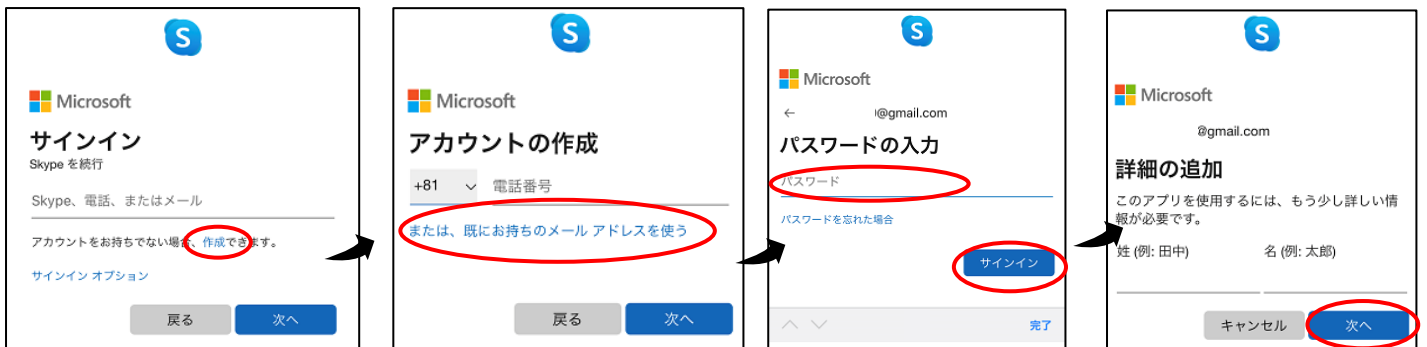 S
Microsoft
サインイン
Skype を続行
Skype、電話、またはメール
アカウントをお持ちでない場合、作成できます。
サインイン オプション
戻る
次へ
S
Microsoft
アカウントの作成
+81
電話番号
または、既にお持ちのメール アドレスを使う
戻る
次へ
S
Microsoft
@gmail.com
パスワードの入力
パスワード
パスワードを忘れた場合
サインイン
完了
S
Microsoft
@gmail.com
詳細の追加
このアプリを使用するには、もう少し詳しい情
報が必要です。
姓 (例: 田中)
名 (例: 太郎)
キャンセル
次へ